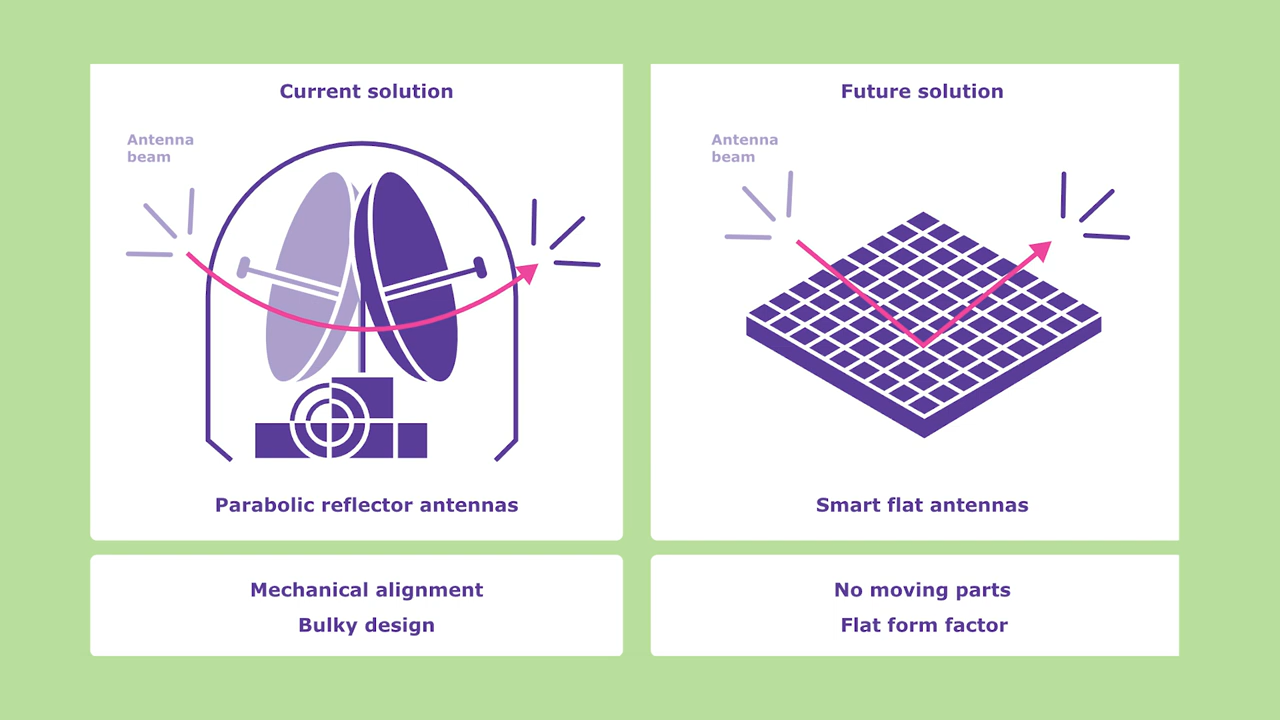 Current solution
Antenna
beam
Parabolic reflector antennas
Mechanical alignment
Bulky design
Future solution
Antenna
beam
Smart flat antennas
No moving parts
Flat form factor